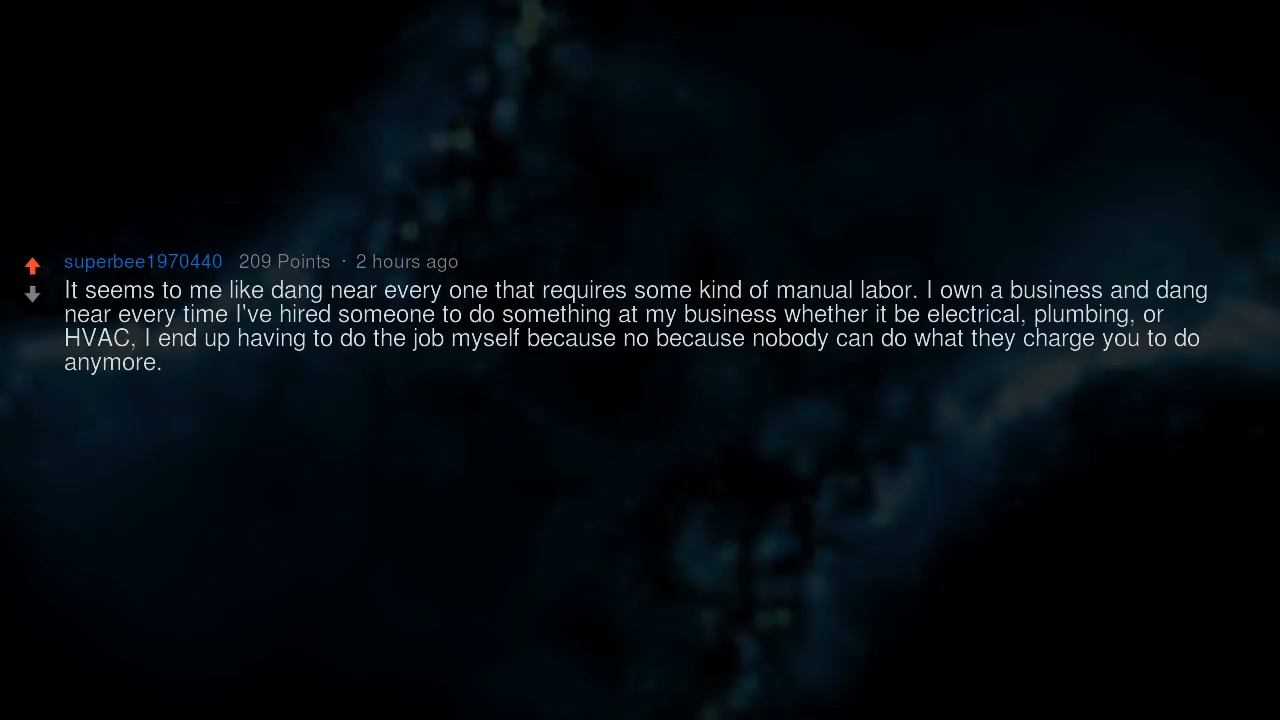 superbee1970440 209 Points · 2 hours ago
It seems to me like dang near every one that requires some kind of manual labor. I own a business and dang
near every time I've hired someone to do something at my business whether it be electrical, plumbing, or
HVAC, I end up having to do the job myself because no because nobody can do what they charge you to do
anymore.